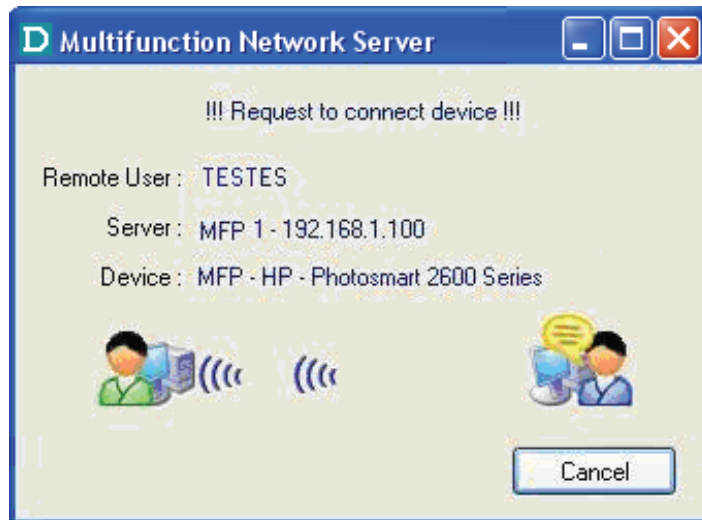 D Multifunction Network Server
!!! Request to connect device !!!
Remote User : TESTES
Server : MFP 1 - 192.168.1.100
Device : MFP - HP - Photosmart 2600 Series
Cancel